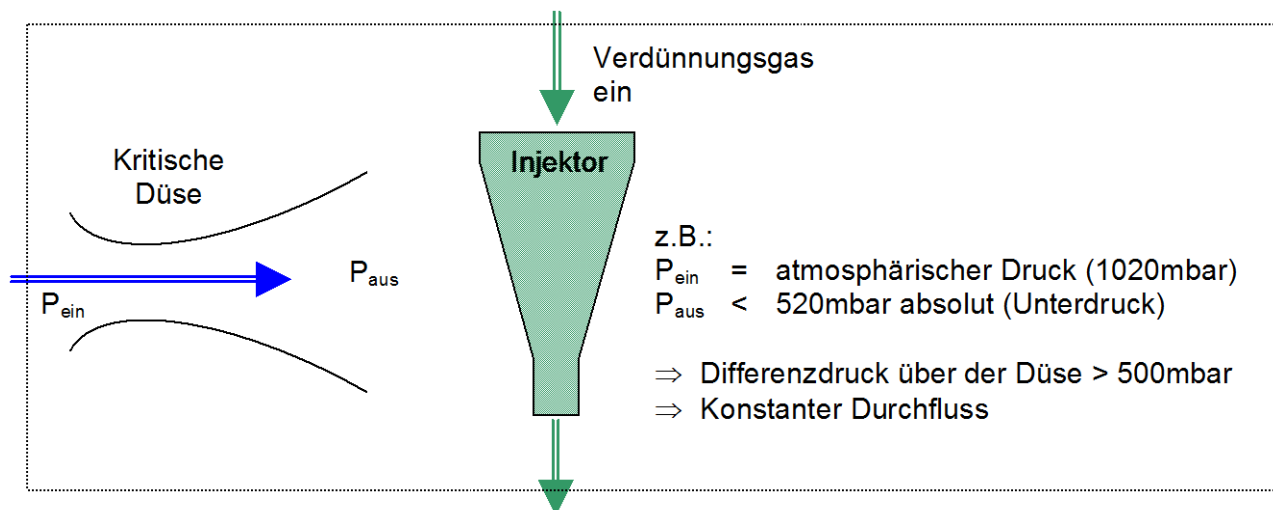 Verdünnungsgas
ein
Kritische
Düse
Injektor
P_ein
P_aus
z.B.:
P_ein = atmosphärischer Druck (1020mbar)
P_aus < 520mbar absolut (Unterdruck)
⇒ Differenzdruck über der Düse > 500mbar
⇒ Konstanter Durchfluss